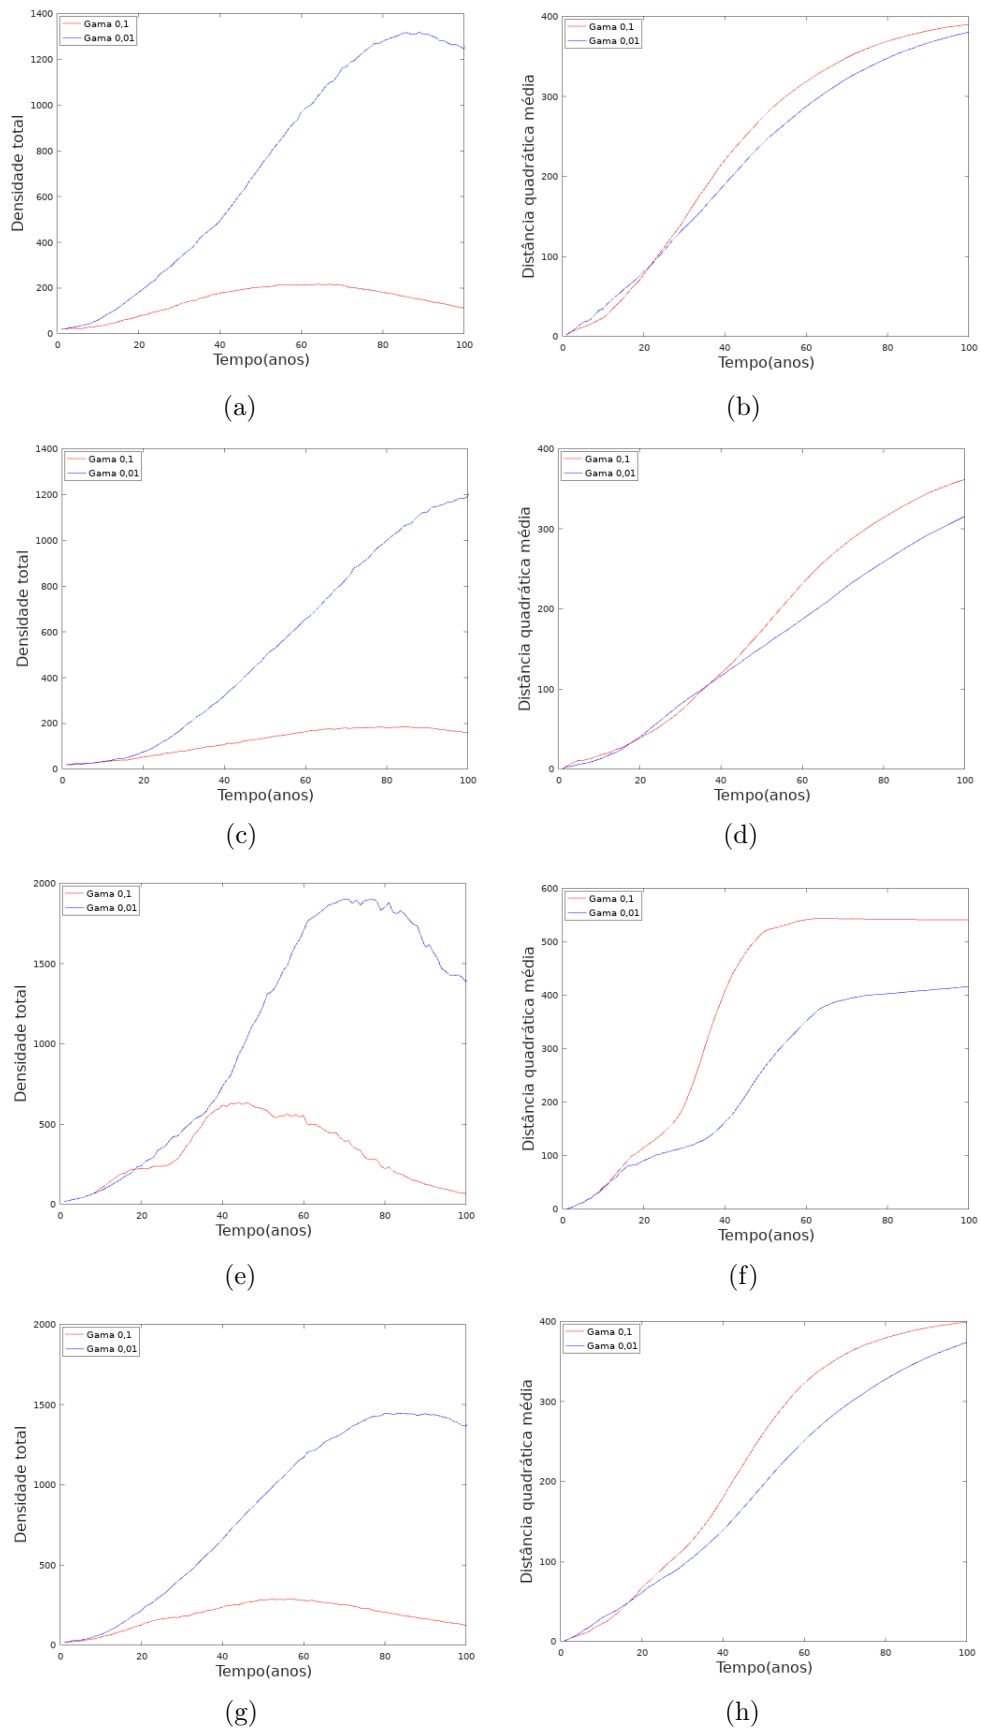 Gama 0,1
Gama 0,01
Densidade total
0
200
400
600
800
1000
1200
1400
0 20 40 60 80 100
Tempo(anos)
(a)
Gama 0,1
Gama 0,01
Distância quadrática média
0
100
200
300
400
0 20 40 60 80 100
Tempo(anos)
(b)
Gama 0,1
Gama 0,01
Densidade total
0
200
400
600
800
1000
1200
1400
0 20 40 60 80 100
Tempo(anos)
(c)
Gama 0,1
Gama 0,01
Distância quadrática média
0
100
200
300
400
0 20 40 60 80 100
Tempo(anos)
(d)
Gama 0,1
Gama 0,01
Densidade total
0
500
1000
1500
2000
0 20 40 60 80 100
Tempo(anos)
(e)
Gama 0,1
Gama 0,01
Distância quadrática média
0
100
200
300
400
500
600
0 20 40 60 80 100
Tempo(anos)
(f)
Gama 0,1
Gama 0,01
Densidade total
0
500
1000
1500
2000
0 20 40 60 80 100
Tempo(anos)
(g)
Gama 0,1
Gama 0,01
Distância quadrática média
0
100
200
300
400
0 20 40 60 80 100
Tempo(anos)
(h)